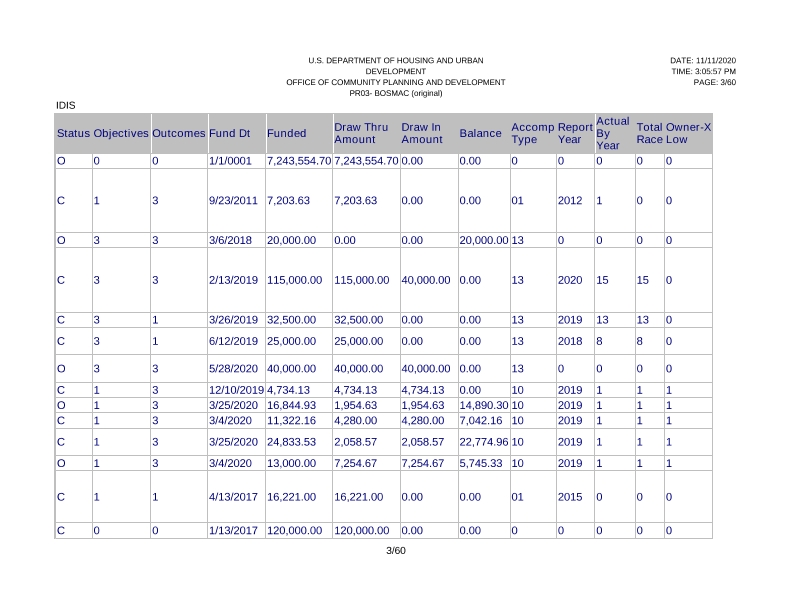 U.S. DEPARTMENT OF HOUSING AND URBAN
DEVELOPMENT
OFFICE OF COMMUNITY PLANNING AND DEVELOPMENT
PR03- BOSMAC (original)
DATE: 11/11/2020
TIME: 3:05:57 PM
PAGE: 3/60
IDIS
Status Objectives Outcomes Fund Dt Funded Draw Thru Amount Draw In Amount Balance Accomp Type Report Year Actual By Year Total Race Owner-X Low
O 0 0 1/1/0001 7,243,554.70 7,243,554.70 0.00 0.00 0 0 0 0 0
C 1 3 9/23/2011 7,203.63 7,203.63 0.00 0.00 01 2012 1 0 0
O 3 3 3/6/2018 20,000.00 0.00 0.00 20,000.00 13 0 0 0 0
C 3 3 2/13/2019 115,000.00 115,000.00 40,000.00 0.00 13 2020 15 15 0
C 3 1 3/26/2019 32,500.00 32,500.00 0.00 0.00 13 2019 13 13 0
C 3 1 6/12/2019 25,000.00 25,000.00 0.00 0.00 13 2018 8 8 0
O 3 3 5/28/2020 40,000.00 40,000.00 40,000.00 0.00 13 0 0 0 0
C 1 3 12/10/2019 4,734.13 4,734.13 4,734.13 0.00 10 2019 1 1 1
O 1 3 3/25/2020 16,844.93 1,954.63 1,954.63 14,890.30 10 2019 1 1 1
C 1 3 3/4/2020 11,322.16 4,280.00 4,280.00 7,042.16 10 2019 1 1 1
C 1 3 3/25/2020 24,833.53 2,058.57 2,058.57 22,774.96 10 2019 1 1 1
O 1 3 3/4/2020 13,000.00 7,254.67 7,254.67 5,745.33 10 2019 1 1 1
C 1 1 4/13/2017 16,221.00 16,221.00 0.00 0.00 01 2015 0 0 0
C 0 0 1/13/2017 120,000.00 120,000.00 0.00 0.00 0 0 0 0 0
3/60